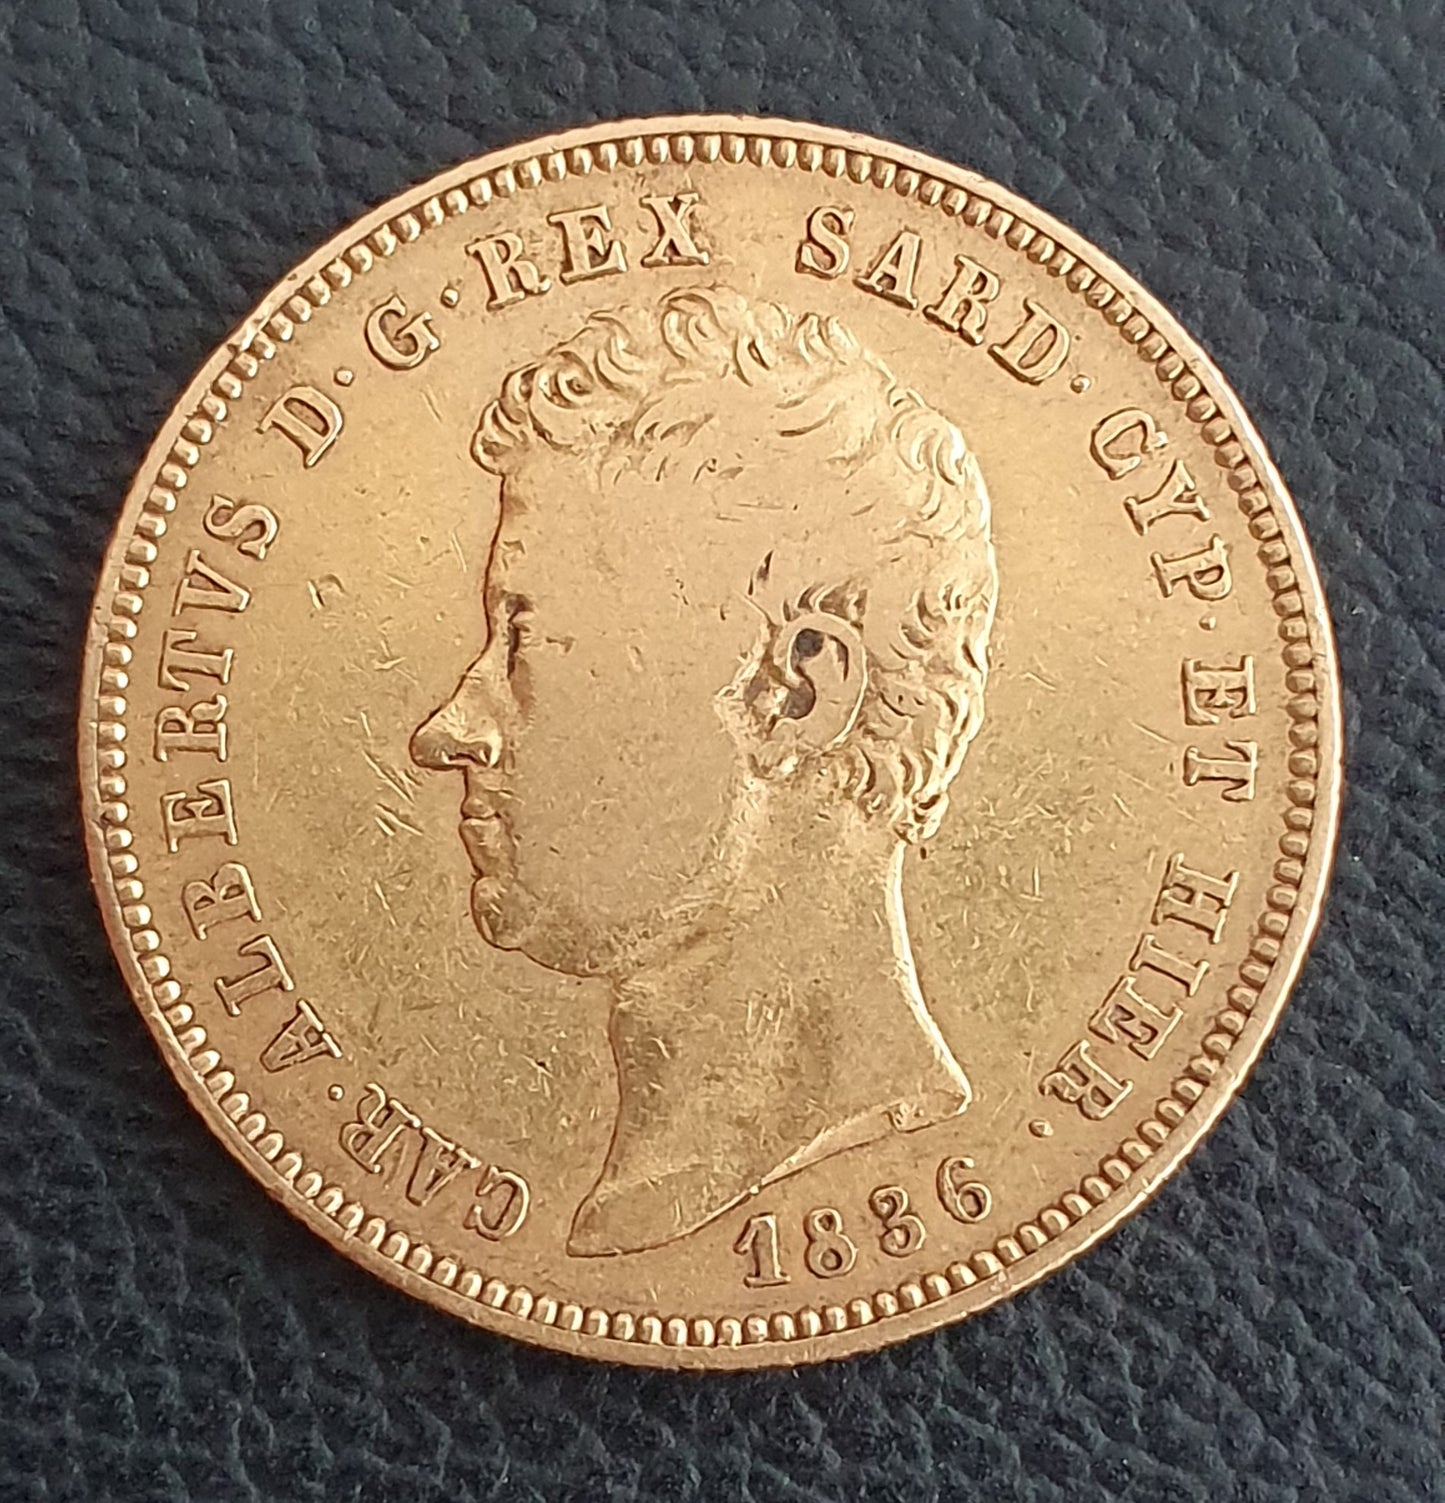 CAR·ALBERTVS D·G·REX SARD·CYP·ET HIER·
1836